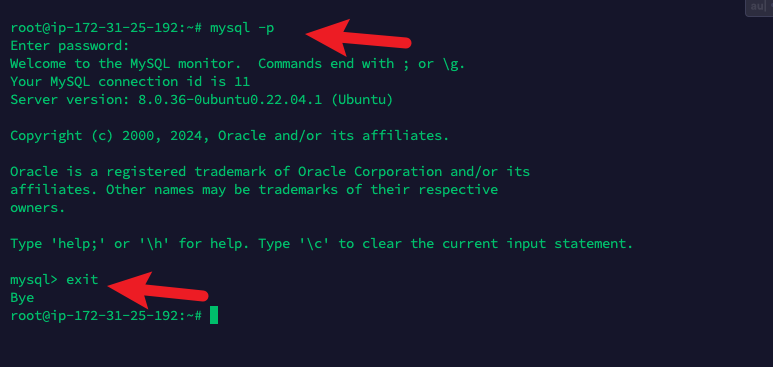 su
root@ip-172-31-25-192:~# mysql -p
Enter password:
Welcome to the MySQL monitor.  Commands end with ; or \g.
Your MySQL connection id is 11
Server version: 8.0.36-0ubuntu0.22.04.1 (Ubuntu)
Copyright (c) 2000, 2024, Oracle and/or its affiliates.
Oracle is a registered trademark of Oracle Corporation and/or its
affiliates. Other names may be trademarks of their respective
owners.
Type 'help;' or '\h' for help. Type '\c' to clear the current input statement.
mysql> exit
Bye
root@ip-172-31-25-192:~#